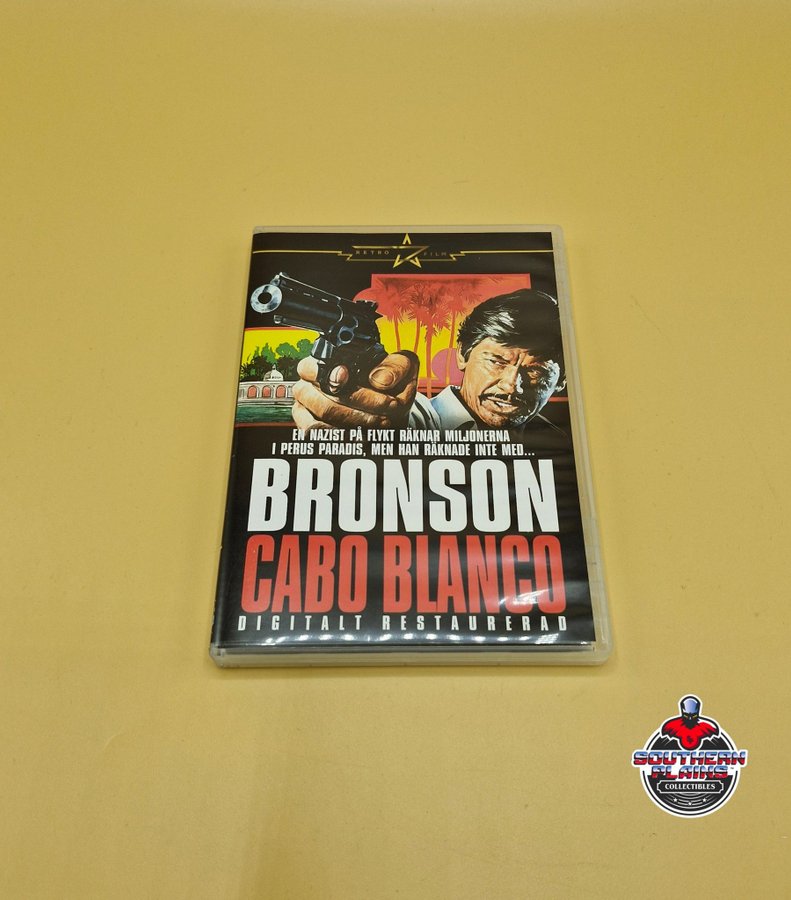 RETRO FILM
EN NAZIST PÅ FLYKT RÄKNAR MILJONERNA
I PERUS PARADIS, MEN HAN RÄKNADE INTE MED...
BRONSON
CABO BLANCO
DIGITALT RESTAURERAD
SOUTHERN
PLAINS
COLLECTIBLES